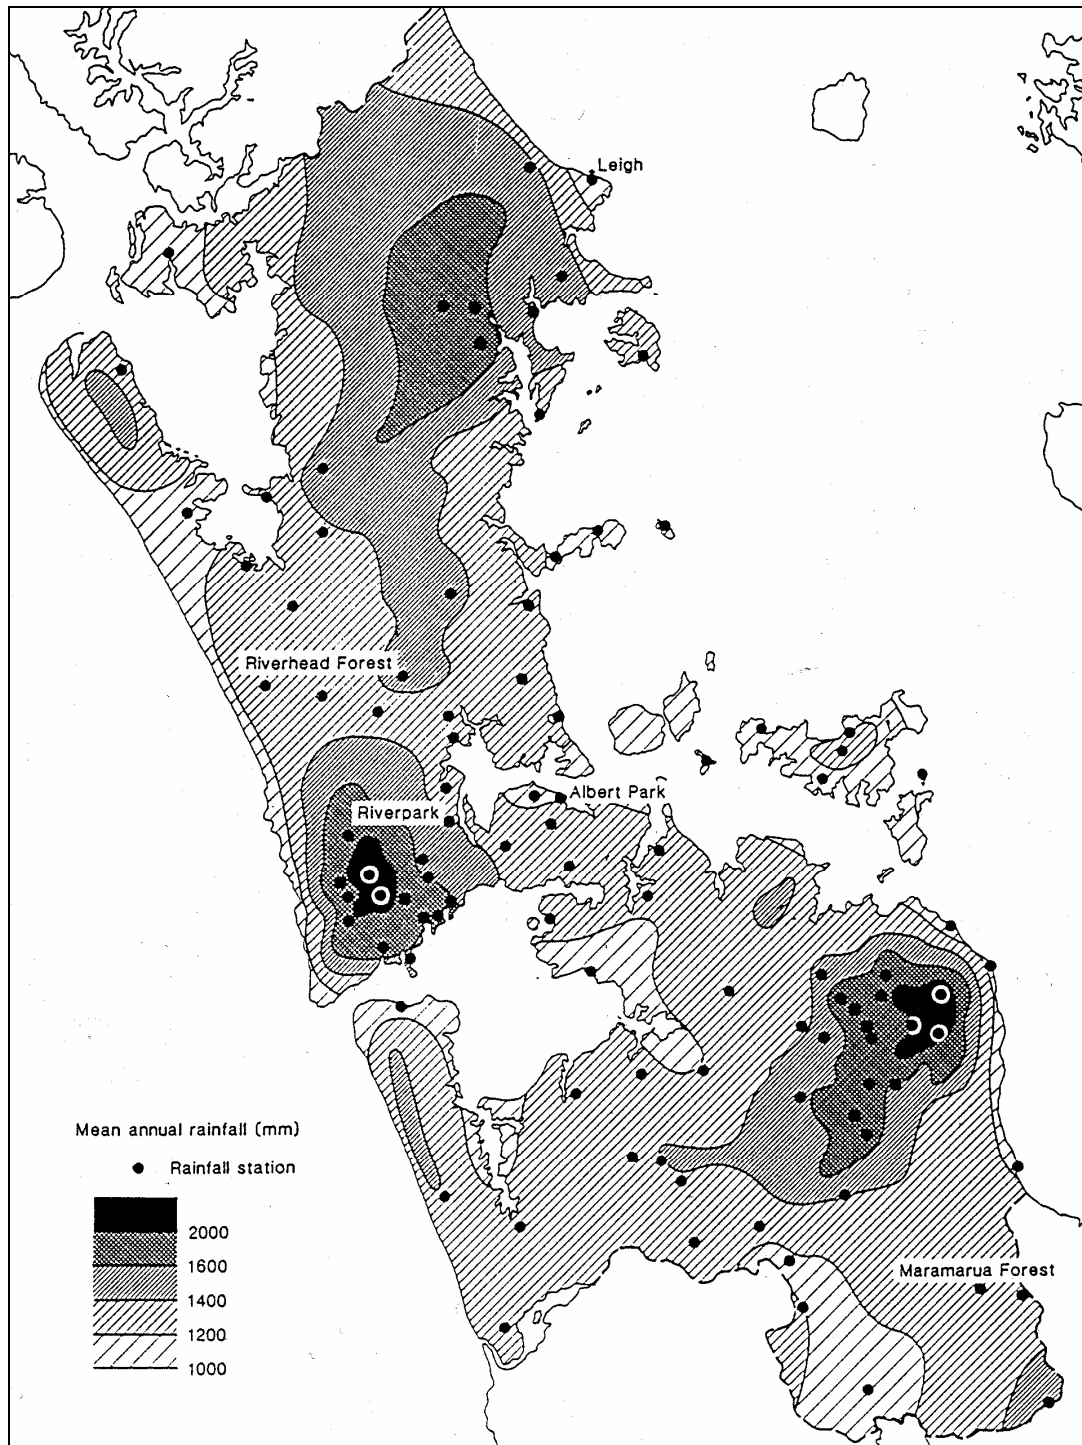 Leigh
Riverhead Forest
Riverpark
Albert Park
Maramarua Forest
Mean annual rainfall (mm)
Rainfall station
2000
1600
1400
1200
1000